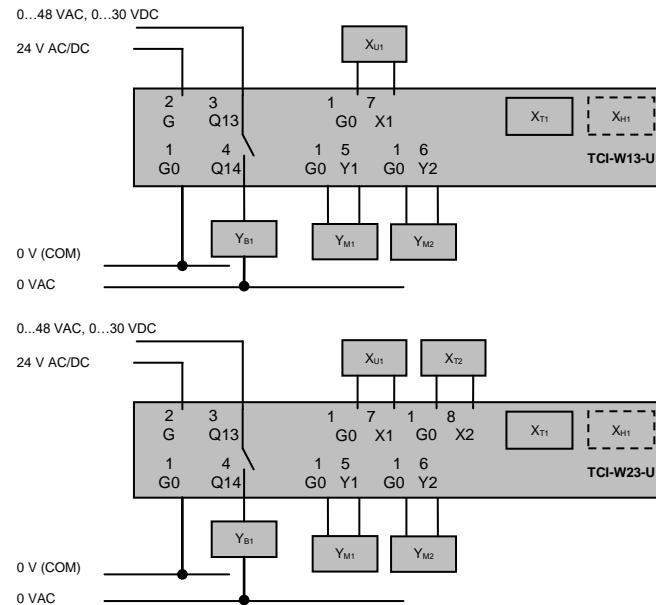 0...48 VAC, 0...30 VDC
24 V AC/DC
XU1
2 3 1 7
G Q13 G0 X1
XT1 XH1
1 4 1 5 1 6
G0 Q14 G0 Y1 G0 Y2
TCI-W13-U
YB1 YM1 YM2
0 V (COM)
0 VAC
0...48 VAC, 0...30 VDC
24 V AC/DC
XU1 XT2
2 3 1 7 1 8
G Q13 G0 X1 G0 X2
XT1 XH1
1 4 1 5 1 6
G0 Q14 G0 Y1 G0 Y2
TCI-W23-U
YB1 YM1 YM2
0 V (COM)
0 VAC